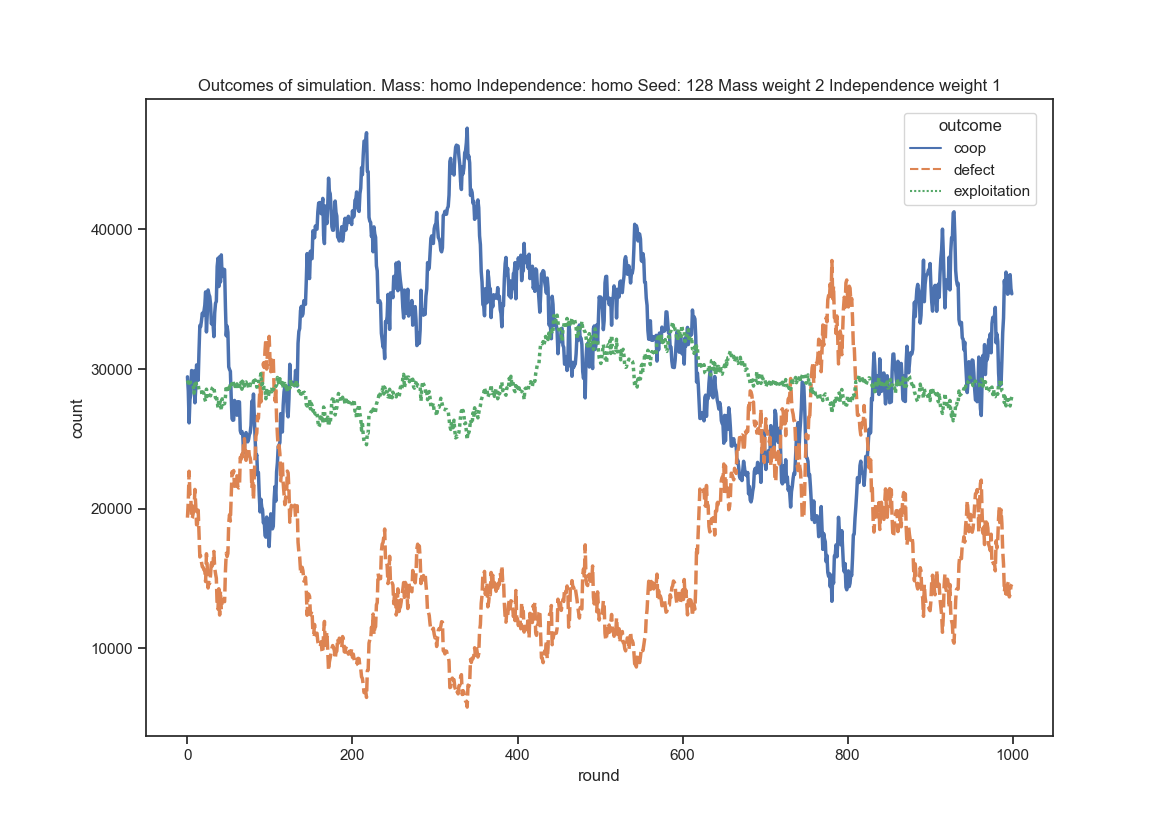 Outcomes of simulation. Mass: homo Independence: homo Seed: 128 Mass weight 2 Independence weight 1
outcome
coop
defect
exploitation
40000
30000
20000
10000
count
0 200 400 600 800 1000
round